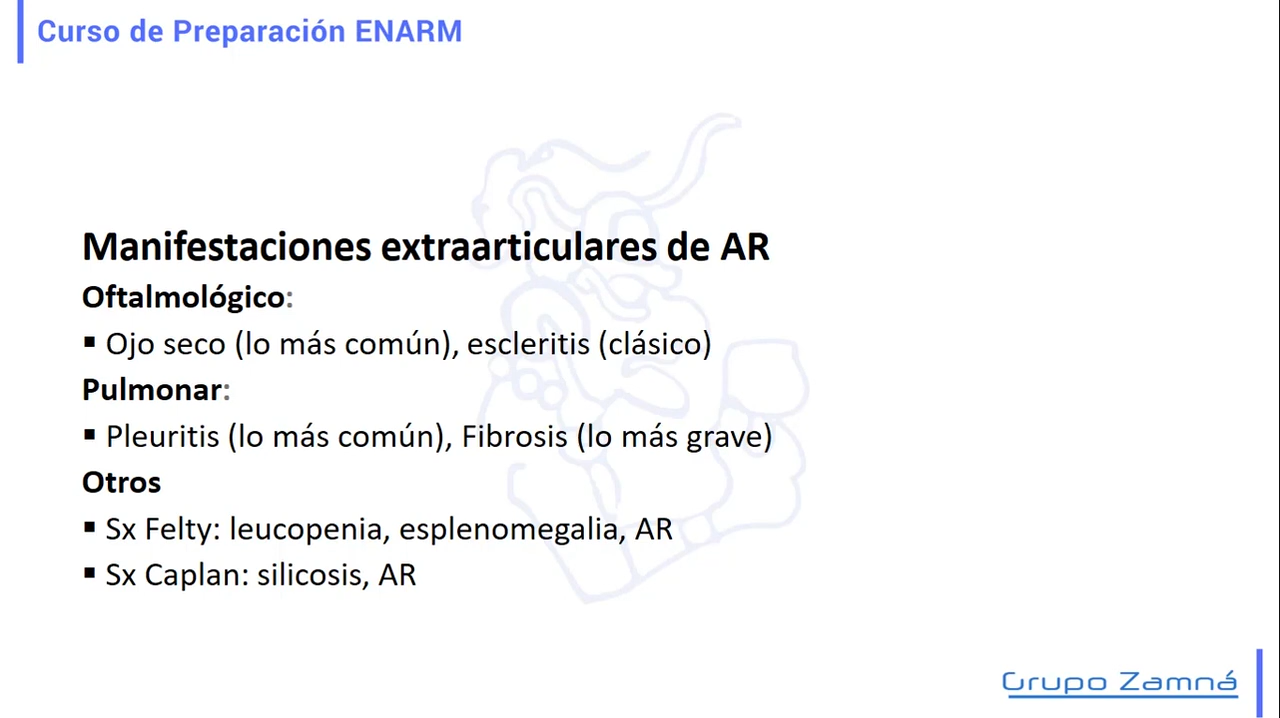 Curso de Preparación ENARM
Manifestaciones extraarticulares de AR
Oftalmológico:
▪ Ojo seco (lo más común), escleritis (clásico)
Pulmonar:
▪ Pleuritis (lo más común), Fibrosis (lo más grave)
Otros
▪ Sx Felty: leucopenia, esplenomegalia, AR
▪ Sx Caplan: silicosis, AR
Grupo Zamná